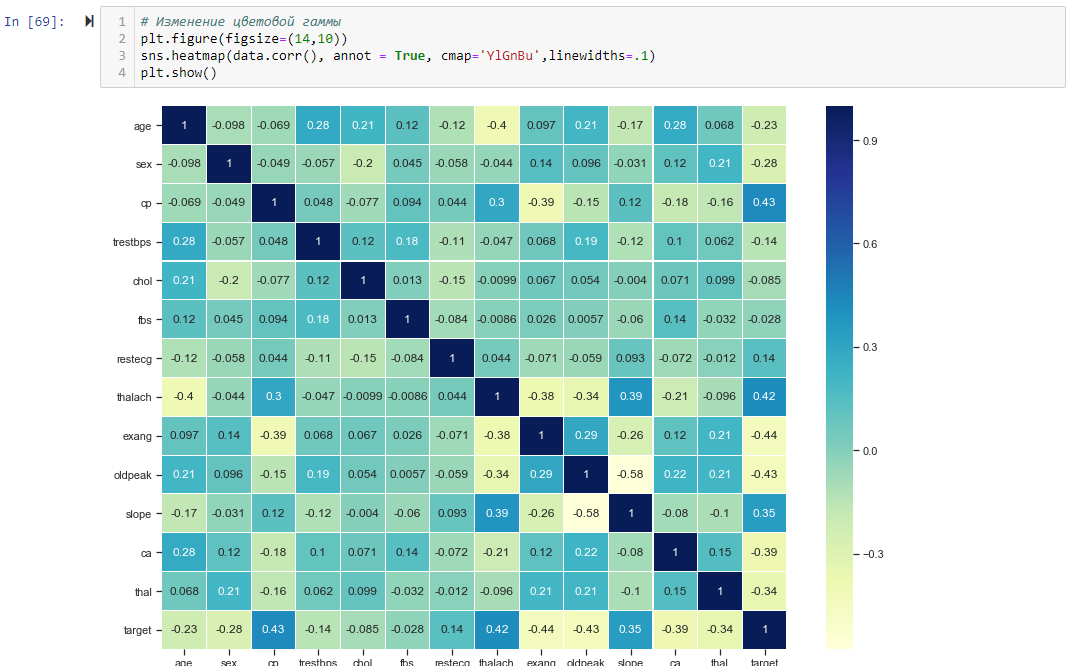 In [69]:
1 # Изменение цветовой гаммы
2 plt.figure(figsize=(14,10))
3 sns.heatmap(data.corr(), annot = True, cmap='YlGnBu',linewidths=.1)
4 plt.show()
age 1 -0.098 -0.069 0.28 0.21 0.12 -0.12 -0.4 0.097 0.21 -0.17 0.28 0.068 -0.23
sex -0.098 1 -0.049 -0.057 -0.2 0.045 -0.058 -0.044 0.14 0.096 -0.031 0.12 0.21 -0.28
cp -0.069 -0.049 1 0.048 -0.077 0.094 0.044 0.3 -0.39 -0.15 0.12 -0.18 -0.16 0.43
trestbps 0.28 -0.057 0.048 1 0.12 0.18 -0.11 -0.047 0.068 0.19 -0.12 0.1 0.062 -0.14
chol 0.21 -0.2 -0.077 0.12 1 0.013 -0.15 -0.0099 0.067 0.054 -0.004 0.071 0.099 -0.085
fbs 0.12 0.045 0.094 0.18 0.013 1 -0.084 -0.0086 0.026 0.0057 -0.06 0.14 -0.032 -0.028
restecg -0.12 -0.058 0.044 -0.11 -0.15 -0.084 1 0.044 -0.071 -0.059 0.093 -0.072 -0.012 0.14
thalach -0.4 -0.044 0.3 -0.047 -0.0099 -0.0086 0.044 1 -0.38 -0.34 0.39 -0.21 -0.096 0.42
exang 0.097 0.14 -0.39 0.068 0.067 0.026 -0.071 -0.38 1 0.29 -0.26 0.12 0.21 -0.44
oldpeak 0.21 0.096 -0.15 0.19 0.054 0.0057 -0.059 -0.34 0.29 1 -0.58 0.22 0.21 -0.43
slope -0.17 -0.031 0.12 -0.12 -0.004 -0.06 0.093 0.39 -0.26 -0.58 1 -0.08 -0.1 0.35
ca 0.28 0.12 -0.18 0.1 0.071 0.14 -0.072 -0.21 0.12 0.22 -0.08 1 0.15 -0.39
thal 0.068 0.21 -0.16 0.062 0.099 -0.032 -0.012 -0.096 0.21 0.21 -0.1 0.15 1 -0.34
target -0.23 -0.28 0.43 -0.14 -0.085 -0.028 0.14 0.42 -0.44 -0.43 0.35 -0.39 -0.34 1
age sex cp trestbps chol fbs restecg thalach exang oldpeak slope ca thal target
0.9
0.6
0.3
0.0
-0.3